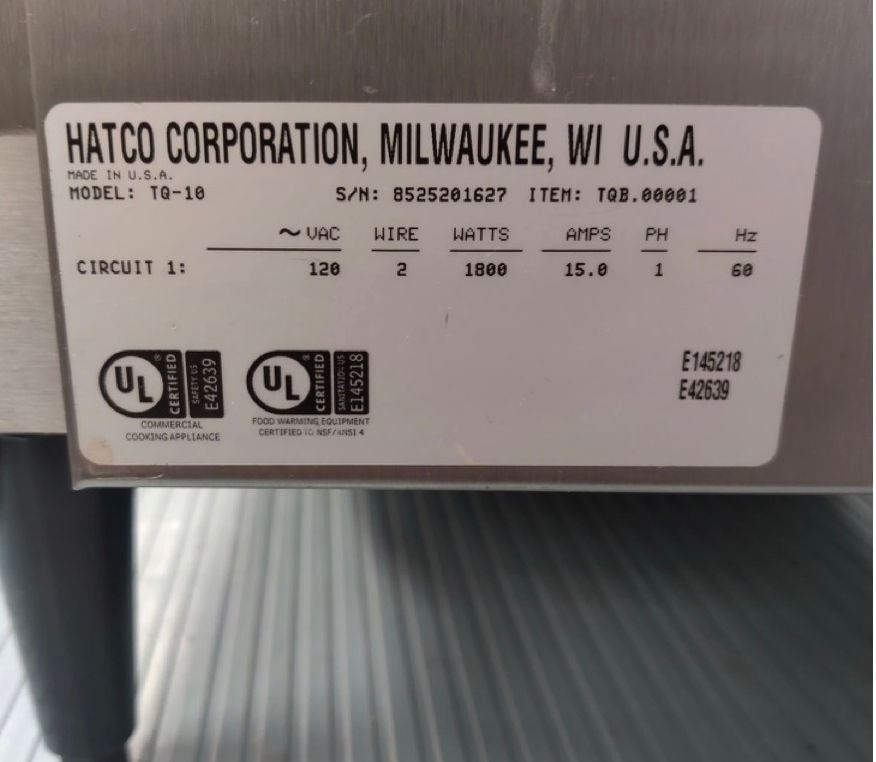 HATCO CORPORATION, MILWAUKEE, WI U.S.A.
MADE IN U.S.A.
MODEL: TQ-10 S/N: 8525201627 ITEM: TQB.00001
~ VAC WIRE WATTS AMPS PH Hz
CIRCUIT 1: 120 2 1800 15.0 1 60
UL ® CERTIFIED SAFETY US E42639
COMMERCIAL
COOKING APPLIANCE
UL CERTIFIED SANITATION US E145218
FOOD WARMING EQUIPMENT
CERTIFIED TO NSF/ANSI 4
E145218
E42639